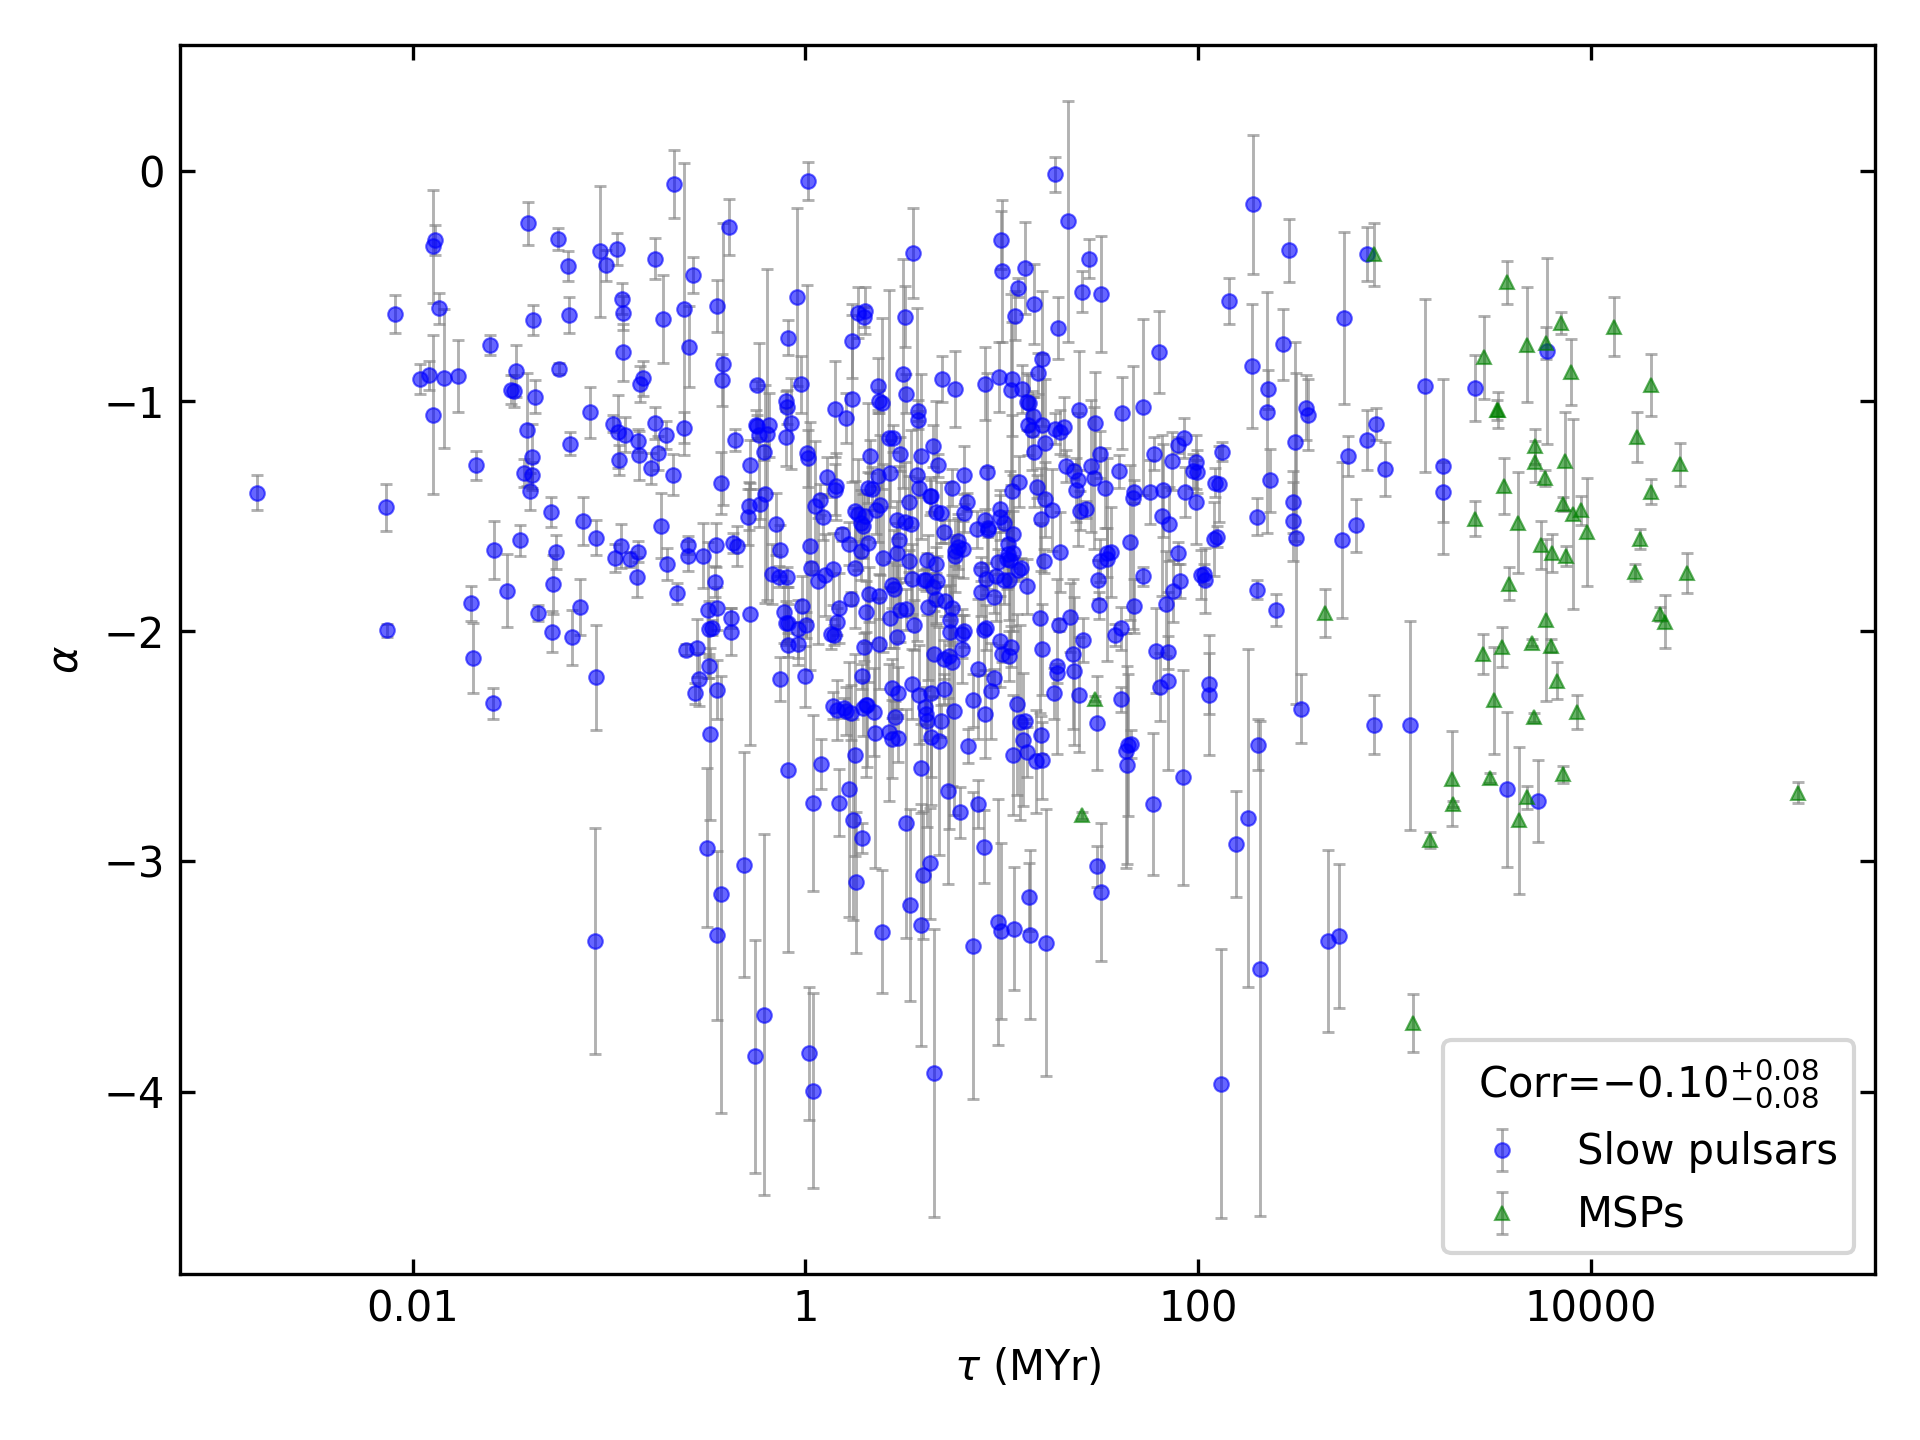 0
−1
−2
−3
−4
α
0.01
1
100
10000
τ (MYr)
Corr=−0.10+0.08−0.08
Slow pulsars
MSPs